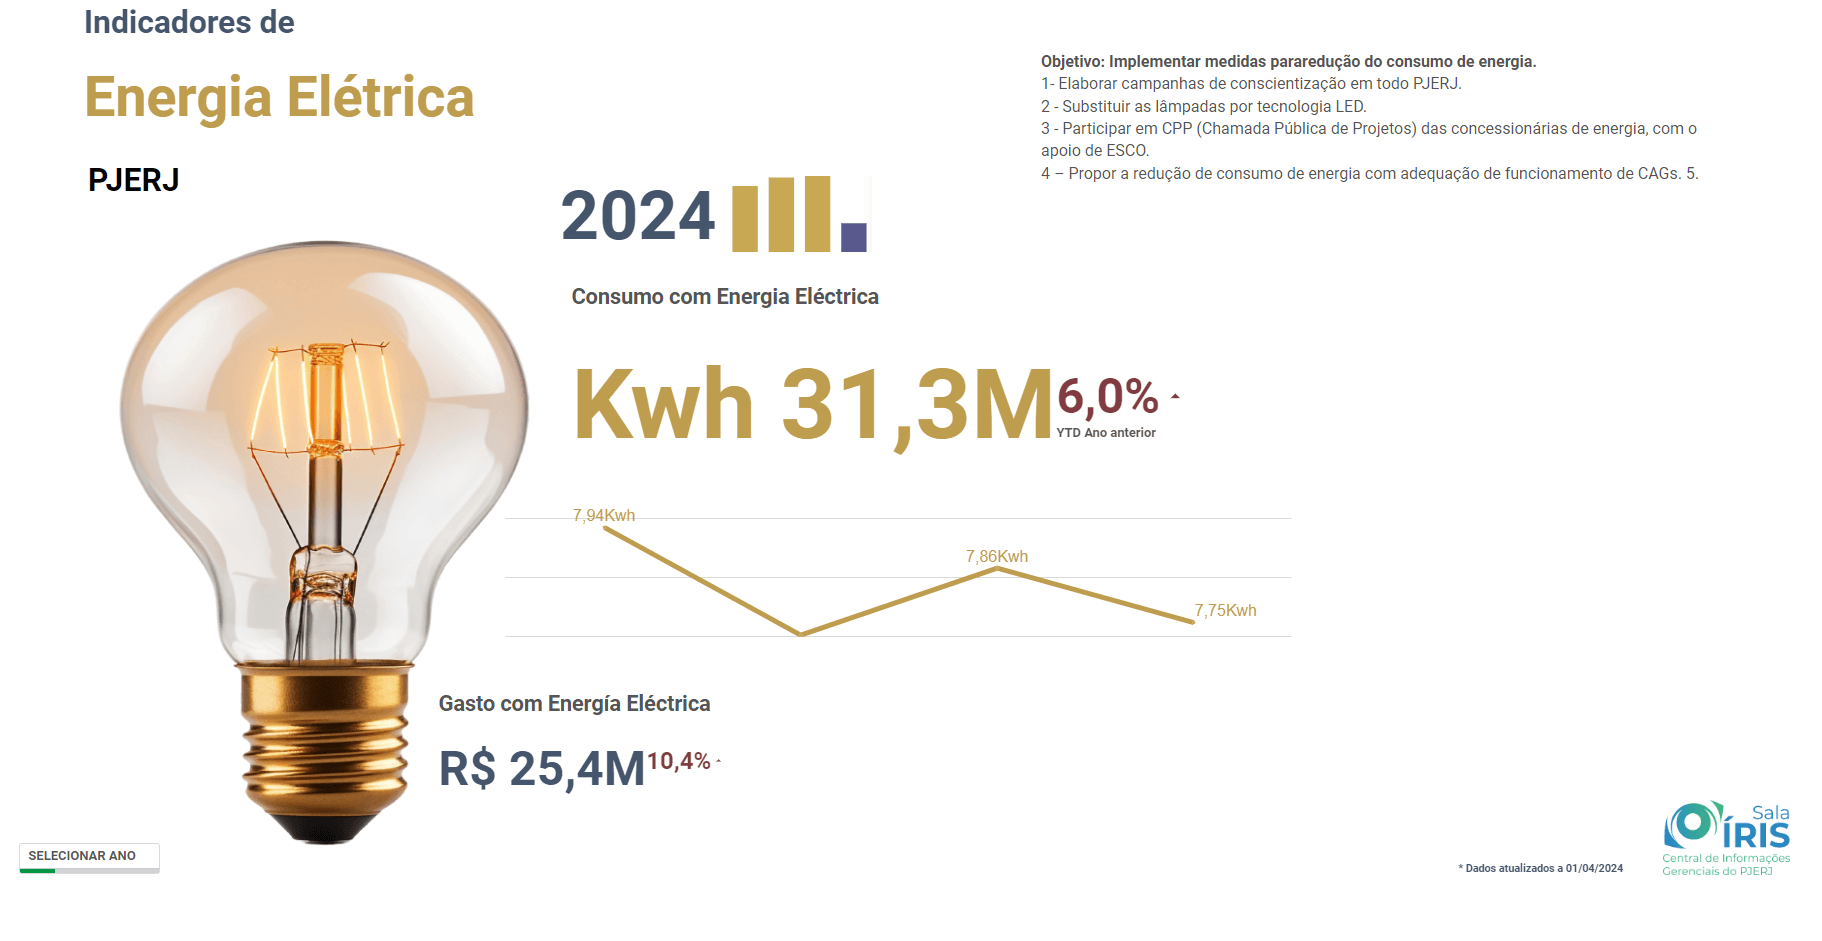 Indicadores de
Energia Elétrica
PJERJ
Objetivo: Implementar medidas pararedução do consumo de energia.
1- Elaborar campanhas de conscientização em todo PJERJ.
2 - Substituir as lâmpadas por tecnologia LED.
3 - Participar em CPP (Chamada Pública de Projetos) das concessionárias de energia, com o
apoio de ESCO.
4 – Propor a redução de consumo de energia com adequação de funcionamento de CAGs. 5.
2024
Consumo com Energia Eléctrica
Kwh 31,3M
6,0%
YTD Ano anterior
7,94Kwh
7,86Kwh
7,75Kwh
Gasto com Energía Eléctrica
R$ 25,4M
10,4%
SELECIONAR ANO
* Dados atualizados a 01/04/2024
Sala
ÍRIS
Central de Informações
Gerenciais do PJERJ